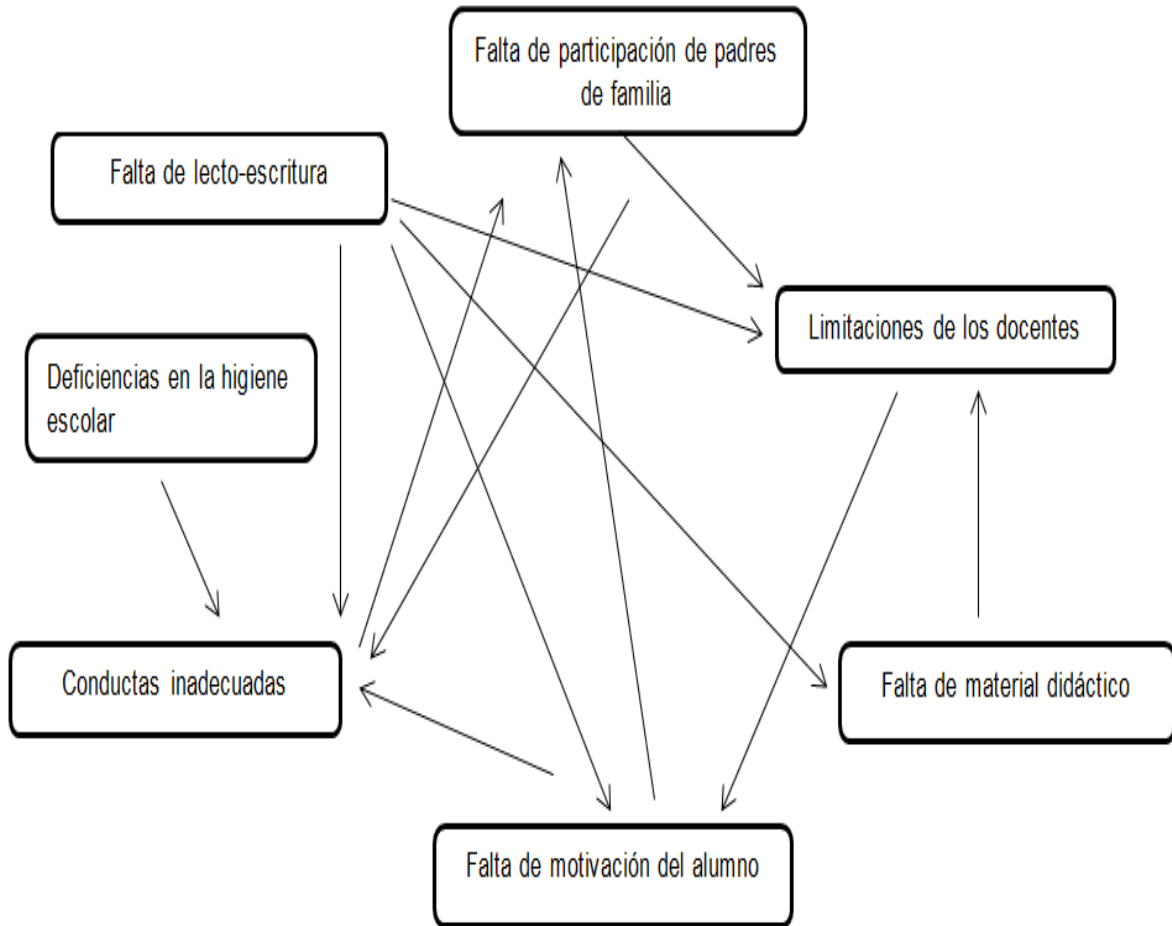 Falta de participación de padres
de familia
Falta de lecto-escritura
Limitaciones de los docentes
Deficiencias en la higiene
escolar
Conductas inadecuadas
Falta de material didáctico
Falta de motivación del alumno